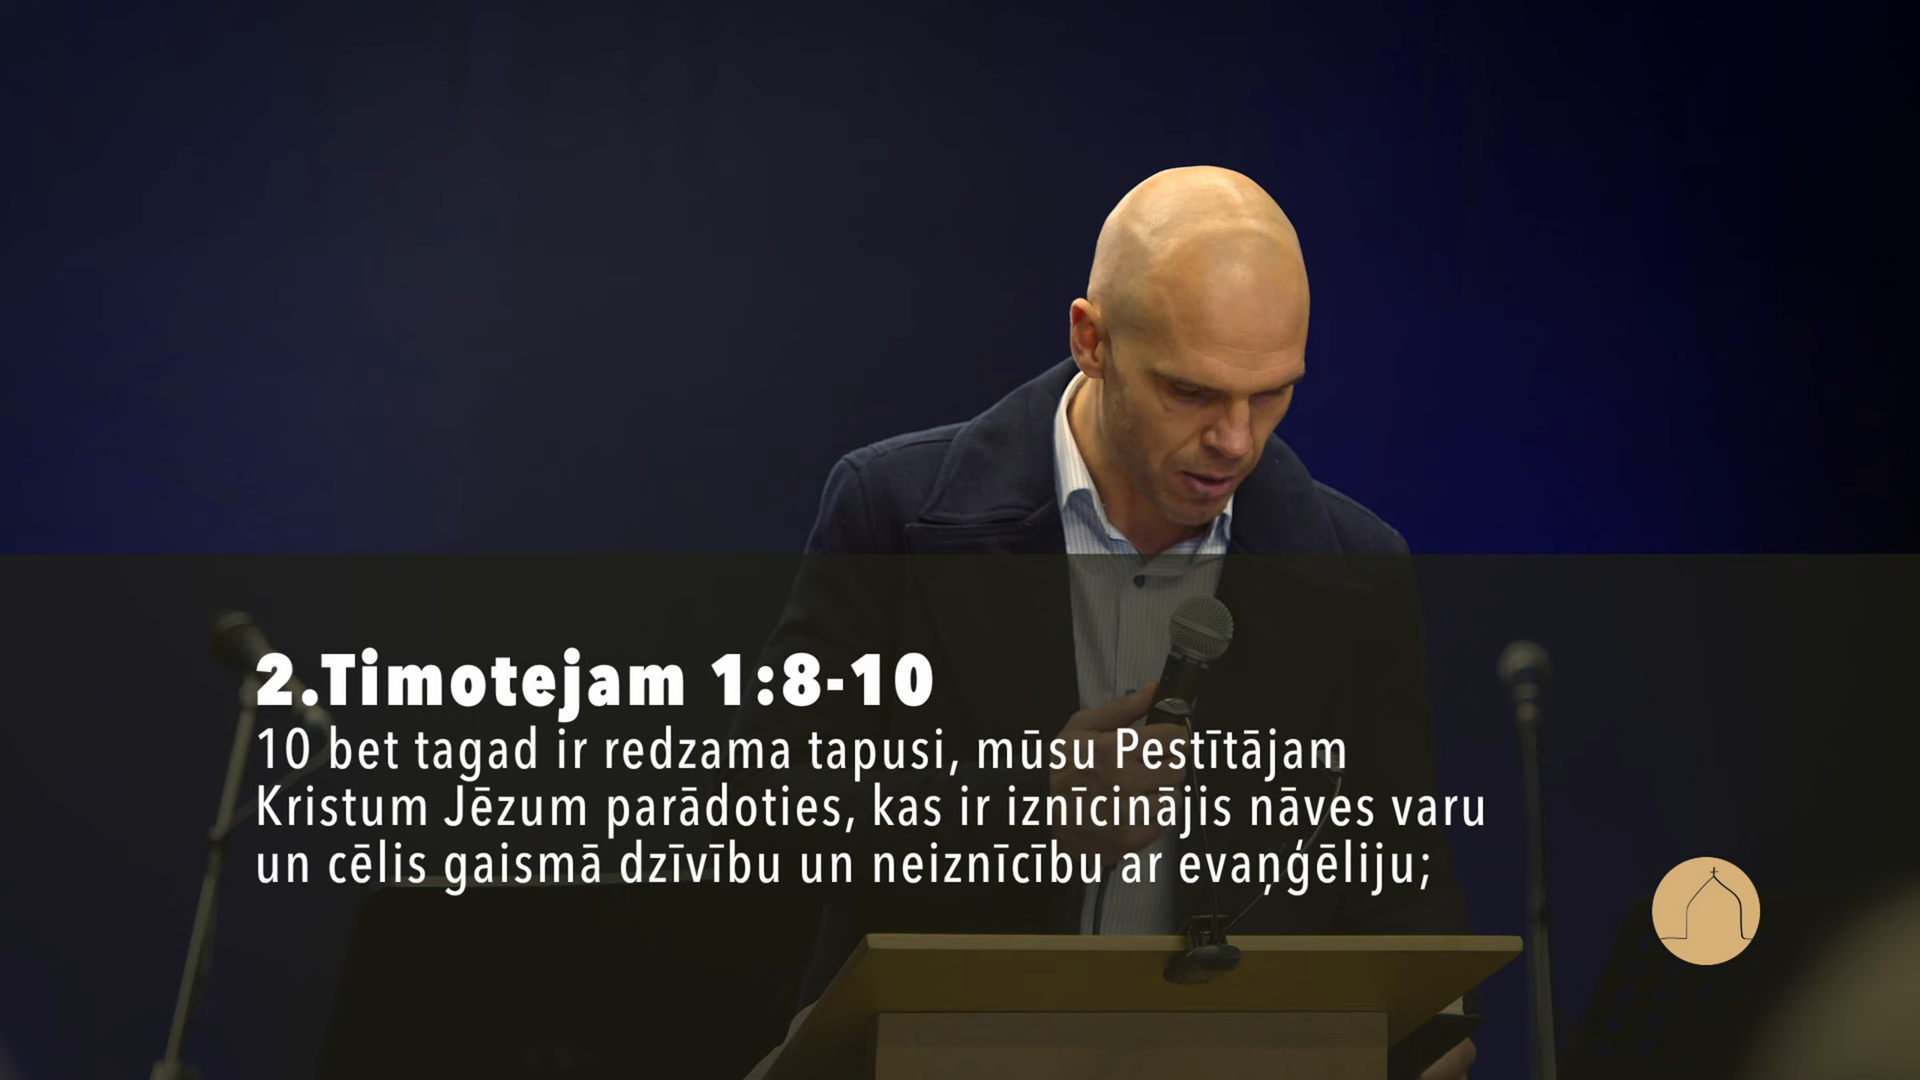 2.Timotejam 1:8-10
10 bet tagad ir redzama tapusi, mūsu Pestītājam
Kristum Jēzum parādoties, kas ir iznīcinājis nāves varu
un cēlis gaismā dzīvību un neiznīcību ar evaņģēliju;